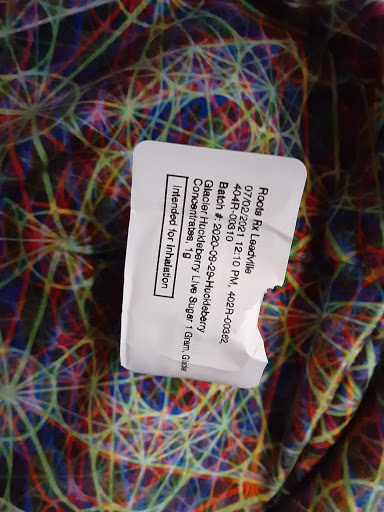 Roots Rx Leadville
07/02/2021 12:10 PM, 402R-00362
404R-00310
Batch #: 2020-09-29-Huckleberry
Glacier Huckleberry Live Sugar 1 Gram, Glacier
Concentrates, 1g
Intended for Inhalation